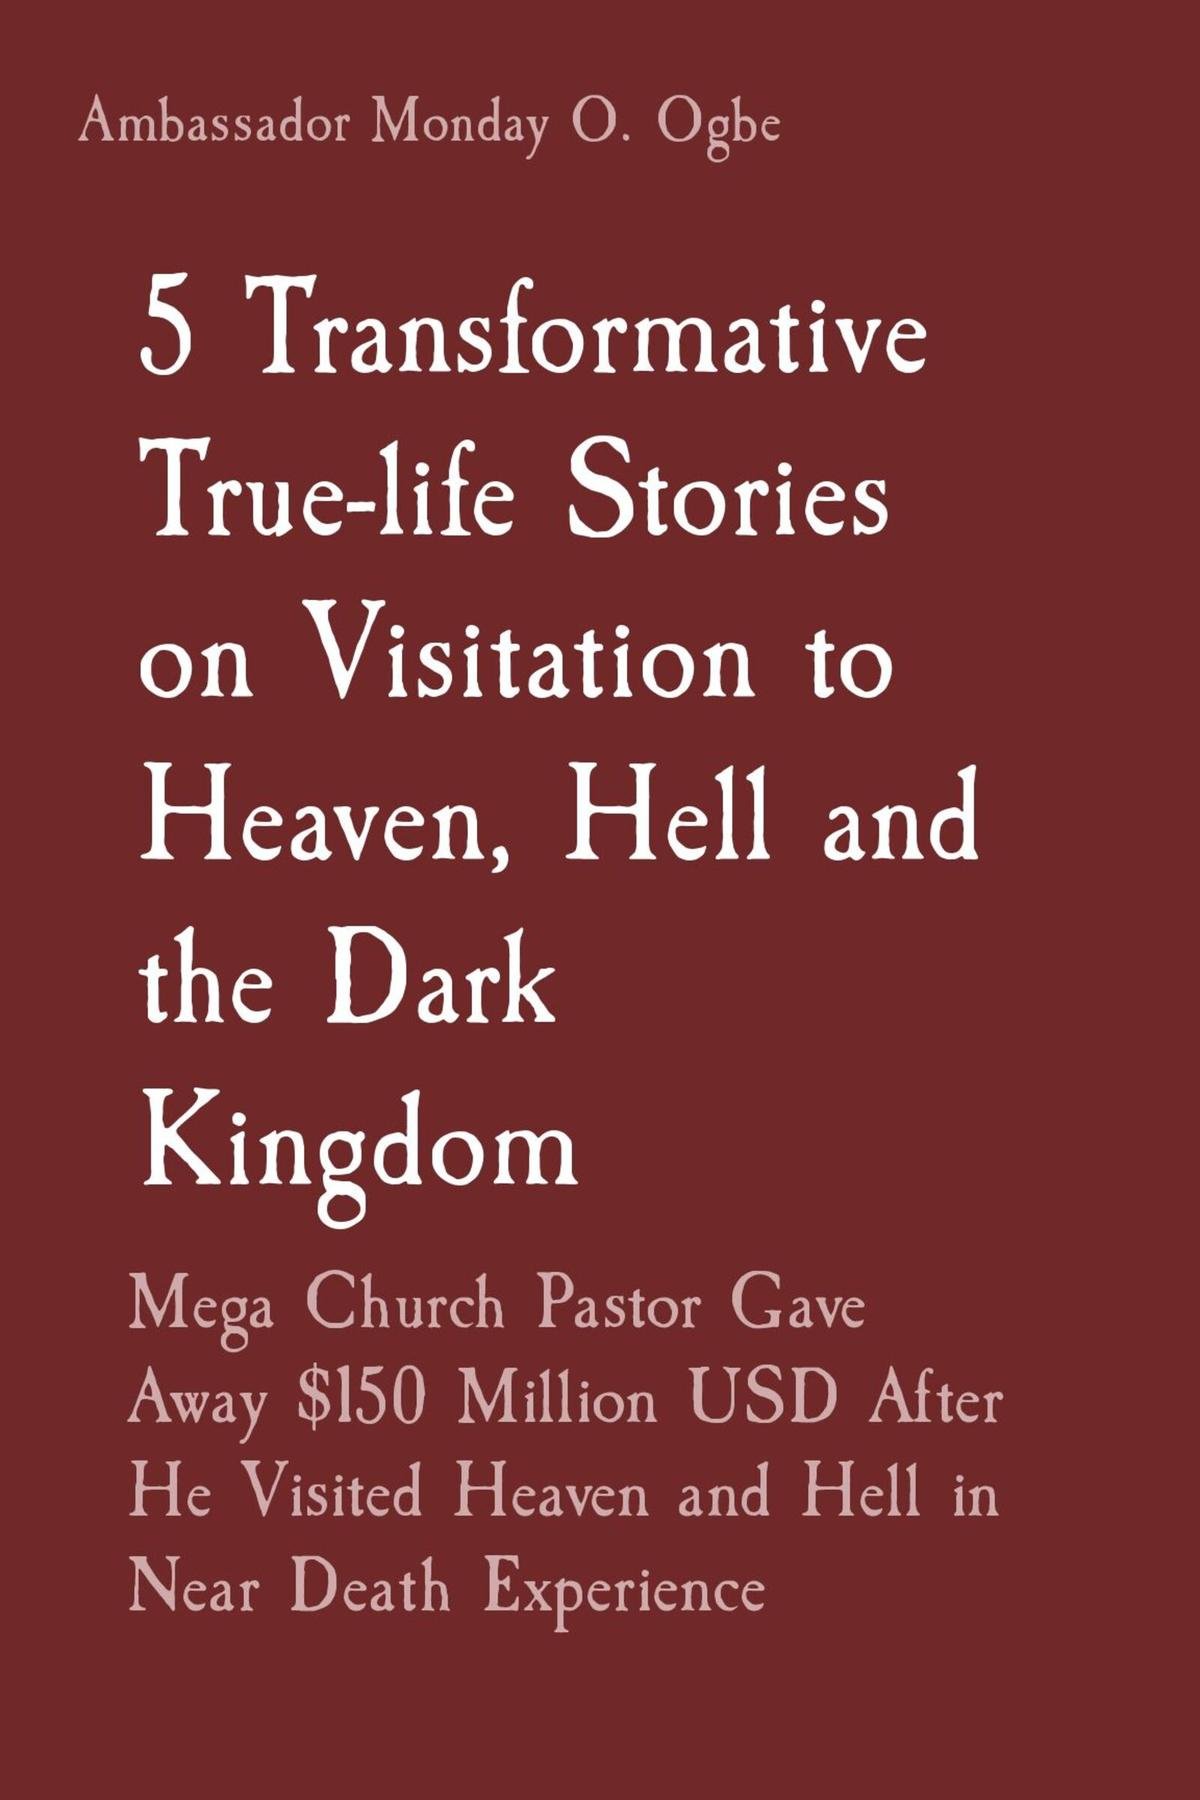 Ambassador Monday O. Ogbe
5 Transformative
True-life Stories
on Visitation to
Heaven, Hell and
the Dark
Kingdom
Mega Church Pastor Gave
Away $150 Million USD After
He Visited Heaven and Hell in
Near Death Experience